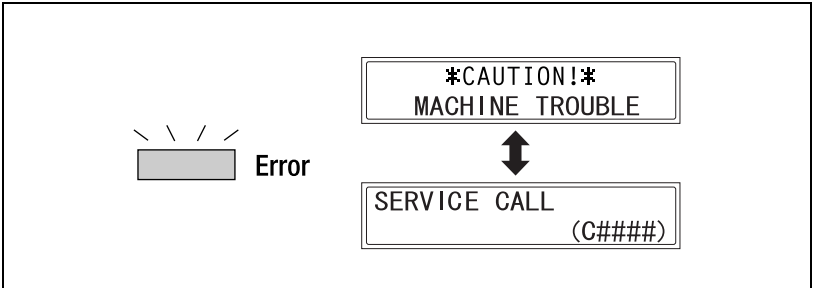 *CAUTION!*
MACHINE TROUBLE
Error
SERVICE CALL
(C####)